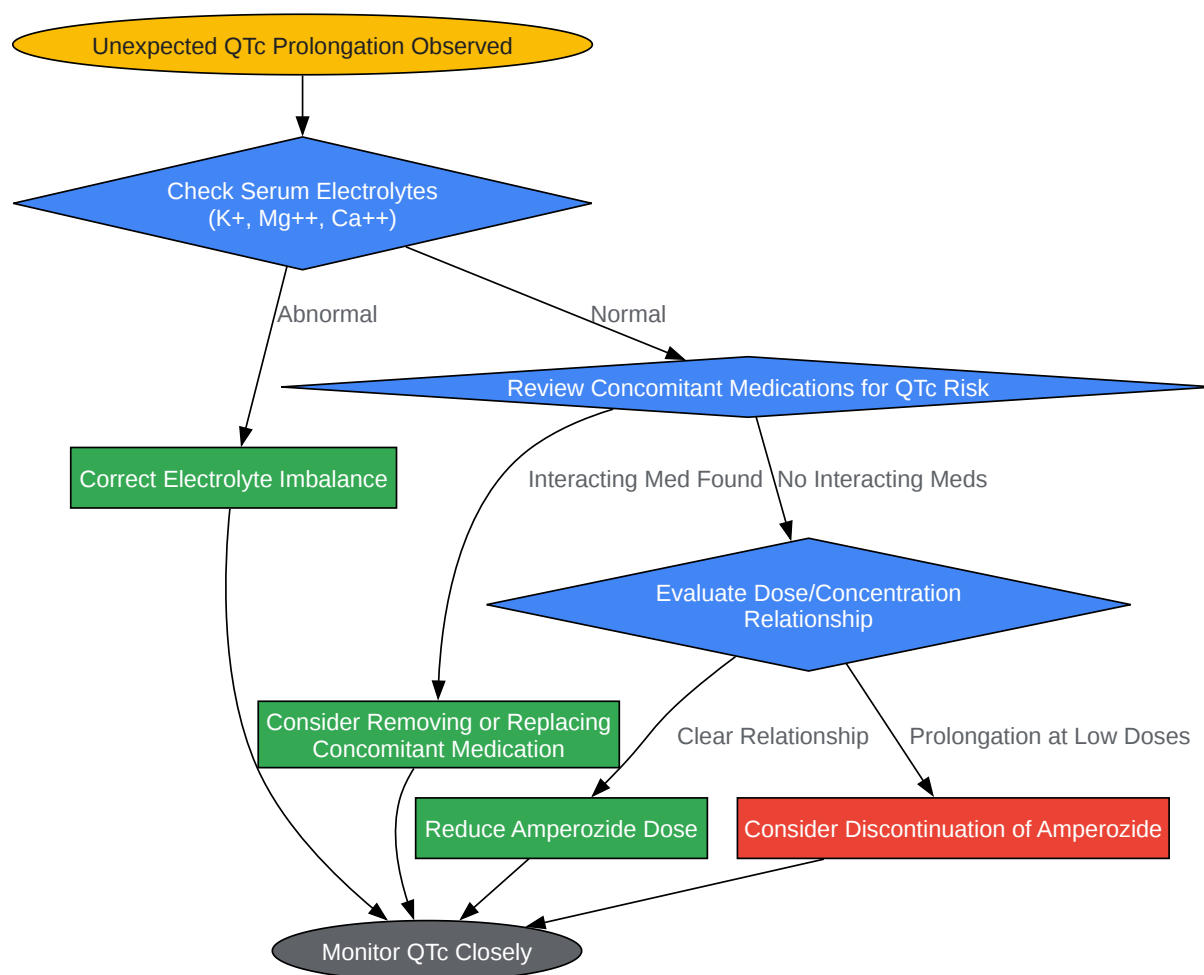 Unexpected QTc Prolongation Observed
Check Serum Electrolytes
(K+, Mg++, Ca++)
Abnormal
Normal
Review Concomitant Medications for QTc Risk
Correct Electrolyte Imbalance
Interacting Med Found
No Interacting Meds
Evaluate Dose/Concentration
Relationship
Consider Removing or Replacing
Concomitant Medication
Clear Relationship
Prolongation at Low Doses
Reduce Amperozide Dose
Consider Discontinuation of Amperozide
Monitor QTc Closely